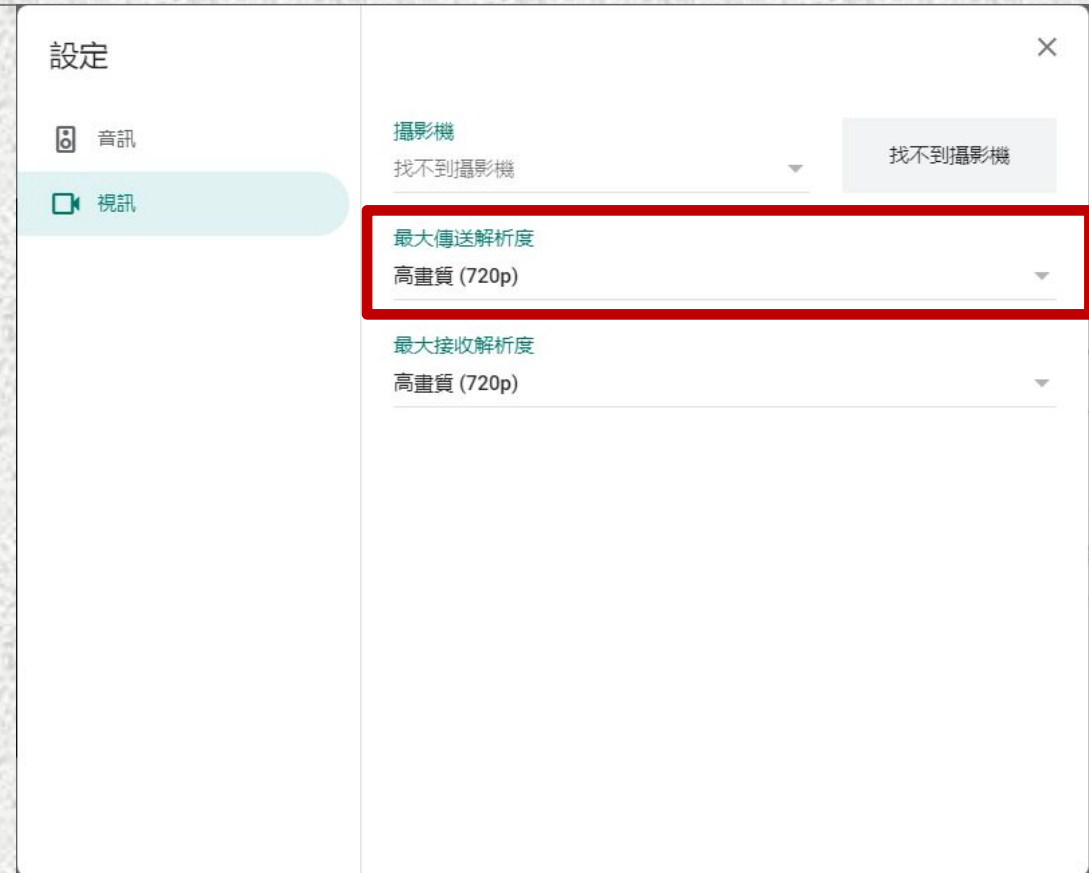 設定
音訊
視訊
攝影機
找不到攝影機
找不到攝影機
最大傳送解析度
高畫質 (720p)
最大接收解析度
高畫質 (720p)